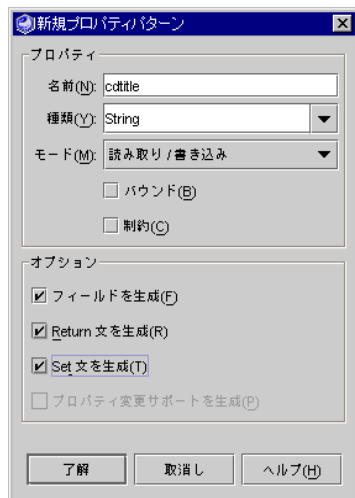 新規プロパティパターン
プロパティ
名前(N): cdtitle
種類(Y): String
モード(M): 読み取り / 書き込み
バウンド(B)
制約(C)
オプション
フィールドを生成(F)
Return 文を生成(R)
Set 文を生成(T)
プロパティ変更サポートを生成(P)
了解 取消し ヘルプ(H)